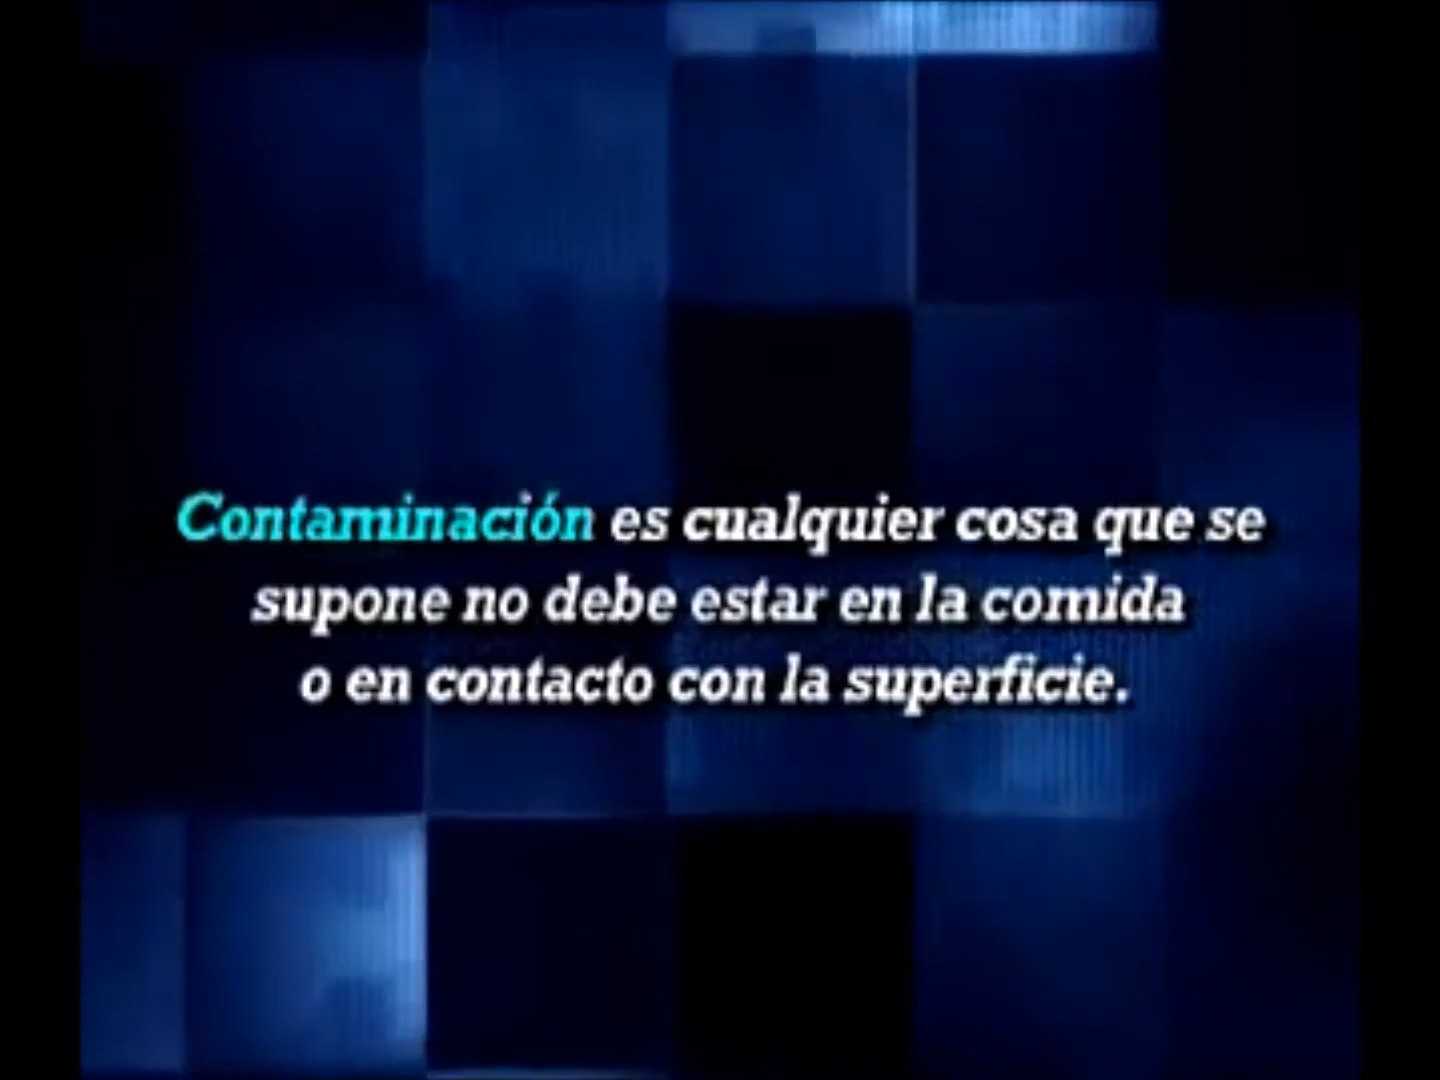 Contaminación es cualquier cosa que se
supone no debe estar en la comida
o en contacto con la superficie.